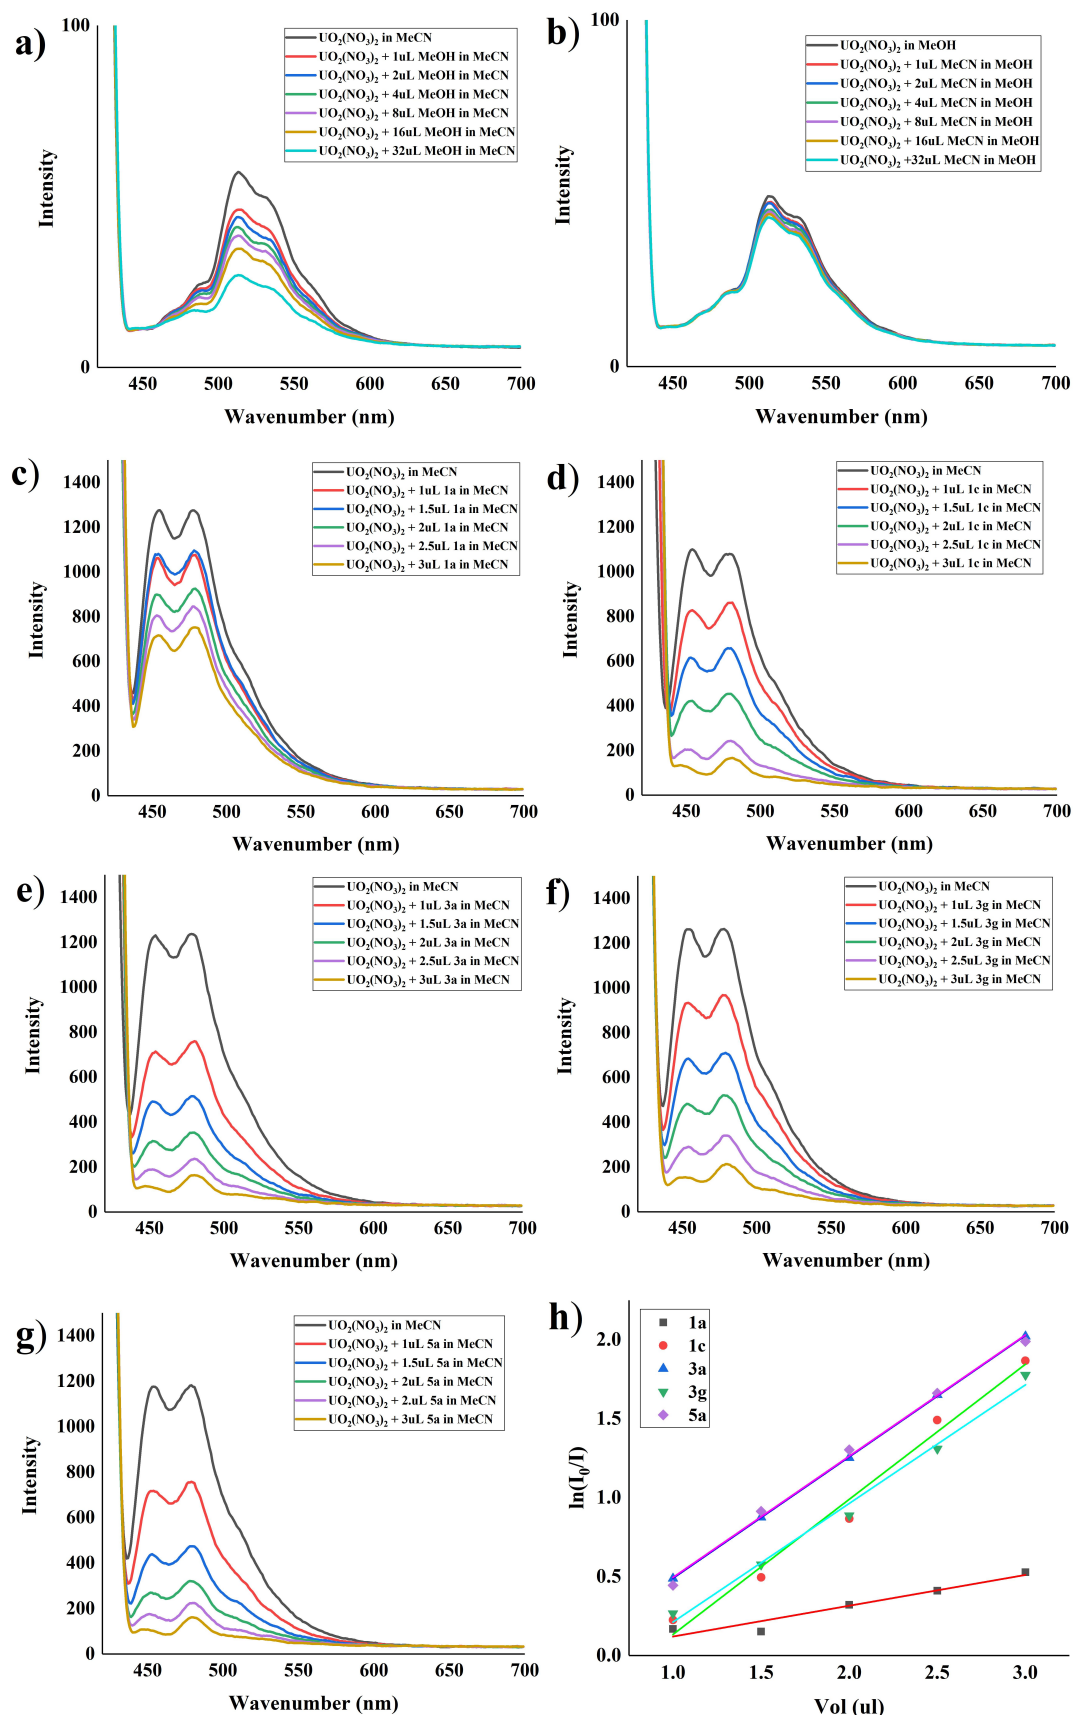 a)
100
0
Intensity
450 500 550 600 650 700
Wavenumber (nm)
UO₂(NO₃)₂ in MeCN
UO₂(NO₃)₂ + 1uL MeOH in MeCN
UO₂(NO₃)₂ + 2uL MeOH in MeCN
UO₂(NO₃)₂ + 4uL MeOH in MeCN
UO₂(NO₃)₂ + 8uL MeOH in MeCN
UO₂(NO₃)₂ + 16uL MeOH in MeCN
UO₂(NO₃)₂ + 32uL MeOH in MeCN
b)
100
0
Intensity
450 500 550 600 650 700
Wavenumber (nm)
UO₂(NO₃)₂ in MeOH
UO₂(NO₃)₂ + 1uL MeCN in MeOH
UO₂(NO₃)₂ + 2uL MeCN in MeOH
UO₂(NO₃)₂ + 4uL MeCN in MeOH
UO₂(NO₃)₂ + 8uL MeCN in MeOH
UO₂(NO₃)₂ + 16uL MeCN in MeOH
UO₂(NO₃)₂ +32uL MeCN in MeOH
c)
1400
1200
1000
800
600
400
200
0
Intensity
450 500 550 600 650 700
Wavenumber (nm)
UO₂(NO₃)₂ in MeCN
UO₂(NO₃)₂ + 1uL 1a in MeCN
UO₂(NO₃)₂ + 1.5uL 1a in MeCN
UO₂(NO₃)₂ + 2uL 1a in MeCN
UO₂(NO₃)₂ + 2.5uL 1a in MeCN
UO₂(NO₃)₂ + 3uL 1a in MeCN
d)
1400
1200
1000
800
600
400
200
0
Intensity
450 500 550 600 650 700
Wavenumber (nm)
UO₂(NO₃)₂ in MeCN
UO₂(NO₃)₂ + 1uL 1c in MeCN
UO₂(NO₃)₂ + 1.5uL 1c in MeCN
UO₂(NO₃)₂ + 2uL 1c in MeCN
UO₂(NO₃)₂ + 2.5uL 1c in MeCN
UO₂(NO₃)₂ + 3uL 1c in MeCN
e)
1400
1200
1000
800
600
400
200
0
Intensity
450 500 550 600 650 700
Wavenumber (nm)
UO₂(NO₃)₂ in MeCN
UO₂(NO₃)₂ + 1uL 3a in MeCN
UO₂(NO₃)₂ + 1.5uL 3a in MeCN
UO₂(NO₃)₂ + 2uL 3a in MeCN
UO₂(NO₃)₂ + 2.5uL 3a in MeCN
UO₂(NO₃)₂ + 3uL 3a in MeCN
f)
1400
1200
1000
800
600
400
200
0
Intensity
450 500 550 600 650 700
Wavenumber (nm)
UO₂(NO₃)₂ in MeCN
UO₂(NO₃)₂ + 1uL 3g in MeCN
UO₂(NO₃)₂ + 1.5uL 3g in MeCN
UO₂(NO₃)₂ + 2uL 3g in MeCN
UO₂(NO₃)₂ + 2.5uL 3g in MeCN
UO₂(NO₃)₂ + 3uL 3g in MeCN
g)
1400
1200
1000
800
600
400
200
0
Intensity
450 500 550 600 650 700
Wavenumber (nm)
UO₂(NO₃)₂ in MeCN
UO₂(NO₃)₂ + 1uL 5a in MeCN
UO₂(NO₃)₂ + 1.5uL 5a in MeCN
UO₂(NO₃)₂ + 2uL 5a in MeCN
UO₂(NO₃)₂ + 2.uL 5a in MeCN
UO₂(NO₃)₂ + 3uL 5a in MeCN
h)
2.0
1.5
1.0
0.5
0.0
ln(I₀/I)
1.0 1.5 2.0 2.5 3.0
Vol (ul)
1a
1c
3a
3g
5a